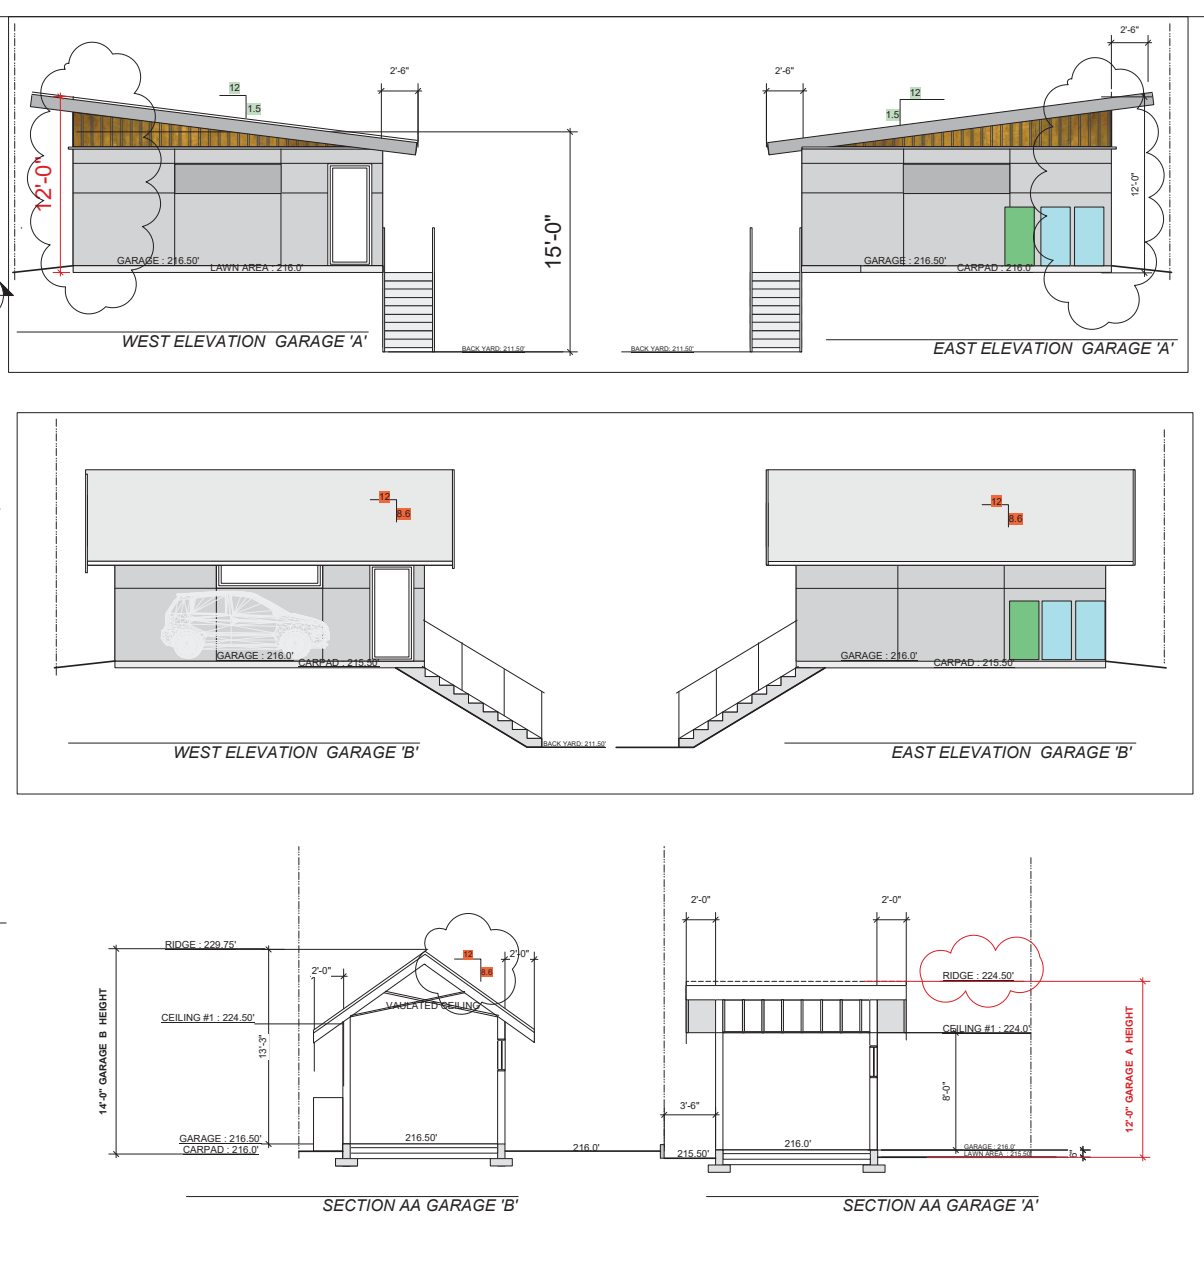 2'-6"
12
1.5
12'-0"
15'-0"
GARAGE : 216.50'
LAWN AREA : 216.0'
BACK YARD: 211.50'
WEST ELEVATION GARAGE 'A'
2'-6"
2'-6"
12
1.5
12'-0"
GARAGE : 216.50'
CARPAD : 216.0'
BACK YARD: 211.50'
EAST ELEVATION GARAGE 'A'
12
8.6
GARAGE : 216.0'
CARPAD : 215.50'
BACK YARD: 211.50'
WEST ELEVATION GARAGE 'B'
12
8.6
GARAGE : 216.0'
CARPAD : 215.50'
EAST ELEVATION GARAGE 'B'
RIDGE : 229.75'
12
8.6
2'-0"
2'-0"
VAULATED CEILING
CEILING #1 : 224.50'
13'-3"
14'-0" GARAGE B HEIGHT
GARAGE : 216.50'
CARPAD : 216.0'
216.50'
216.0'
SECTION AA GARAGE 'B'
2'-0"
2'-0"
RIDGE : 224.50'
CEILING #1 : 224.0'
8'-0"
12'-0" GARAGE A HEIGHT
3'-6"
215.50'
216.0'
GARAGE : 216.0'
LAWN AREA : 215.50'
6"
SECTION AA GARAGE 'A'